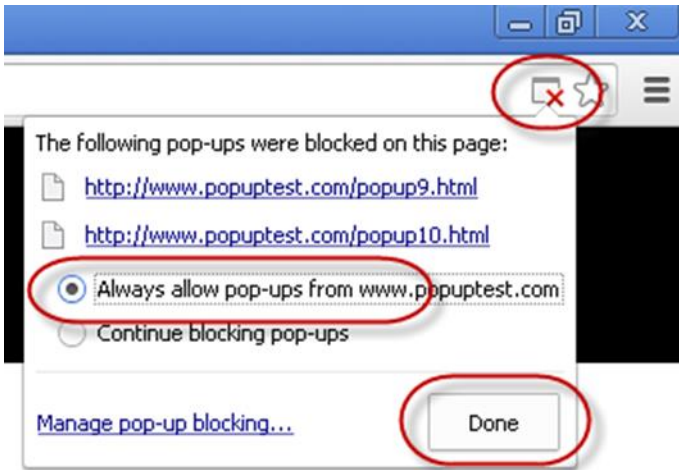 The following pop-ups were blocked on this page:
http://www.popuptest.com/popup9.html
http://www.popuptest.com/popup10.html
Always allow pop-ups from www.popuptest.com
Continue blocking pop-ups
Manage pop-up blocking...
Done